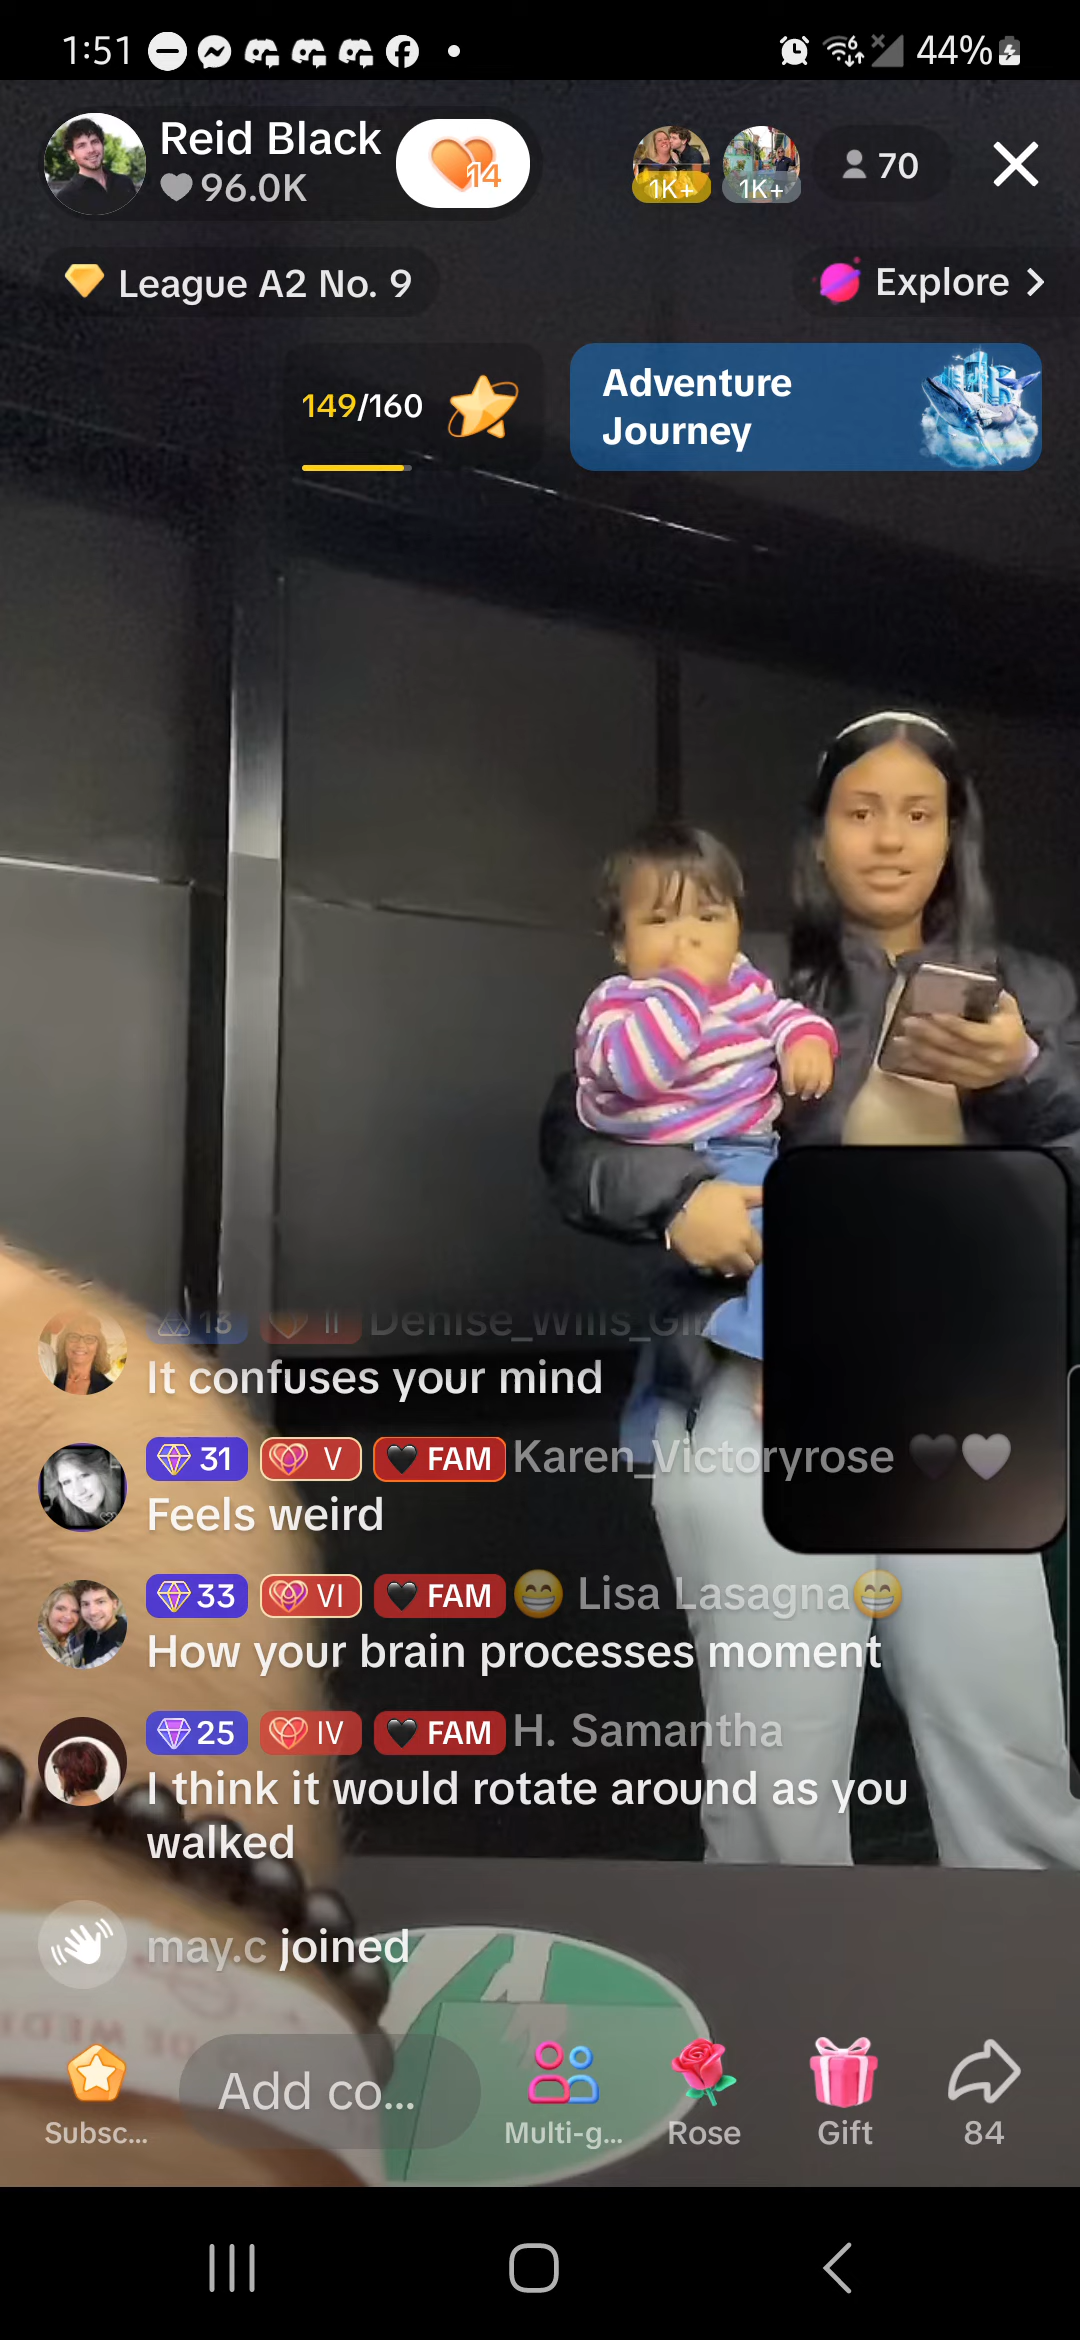 1:51
44%
Reid Black
96.0K
14
1K+
1K+
70
League A2 No. 9
Explore
149/160
Adventure
Journey
13 II Denise_Wills_Girl
It confuses your mind
31 V FAM Karen_Victoryrose 🖤🤍
Feels weird
33 VI FAM 😁 Lisa Lasagna😁
How your brain processes moment
25 IV FAM H. Samantha
I think it would rotate around as you
walked
may.c joined
Add co...
Subsc...
Multi-g...
Rose
Gift
84